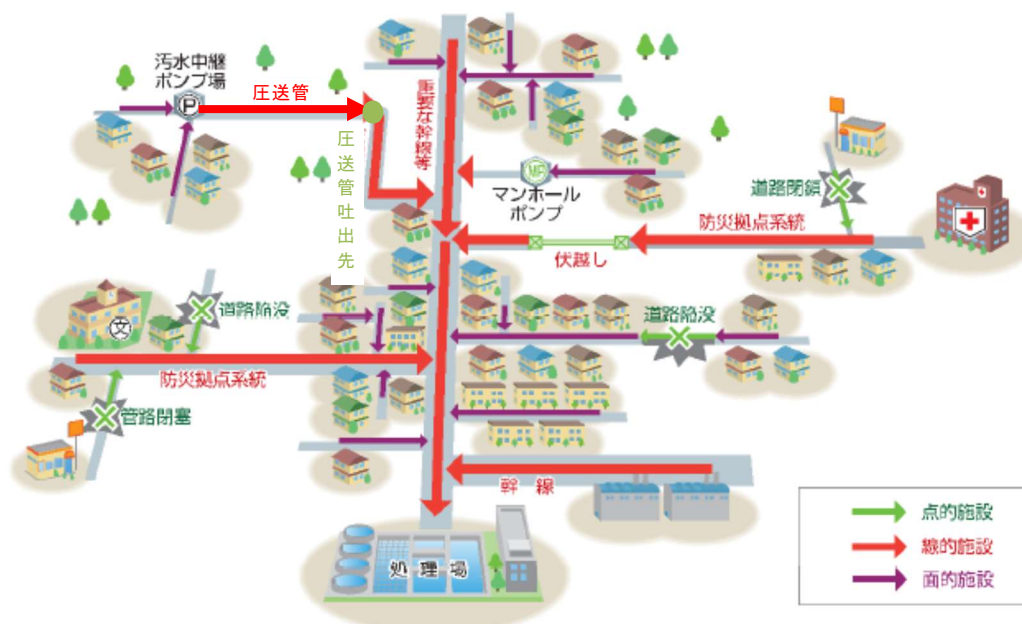 汚水中継
ポンプ場
P
圧送管
圧送管吐出先
重要な幹線等
MP
マンホール
ポンプ
道路閉鎖
防災拠点系統
伏越し
道路陥没
文
道路陥没
防災拠点系統
管路閉塞
幹線
処理場
点的施設
線的施設
面的施設